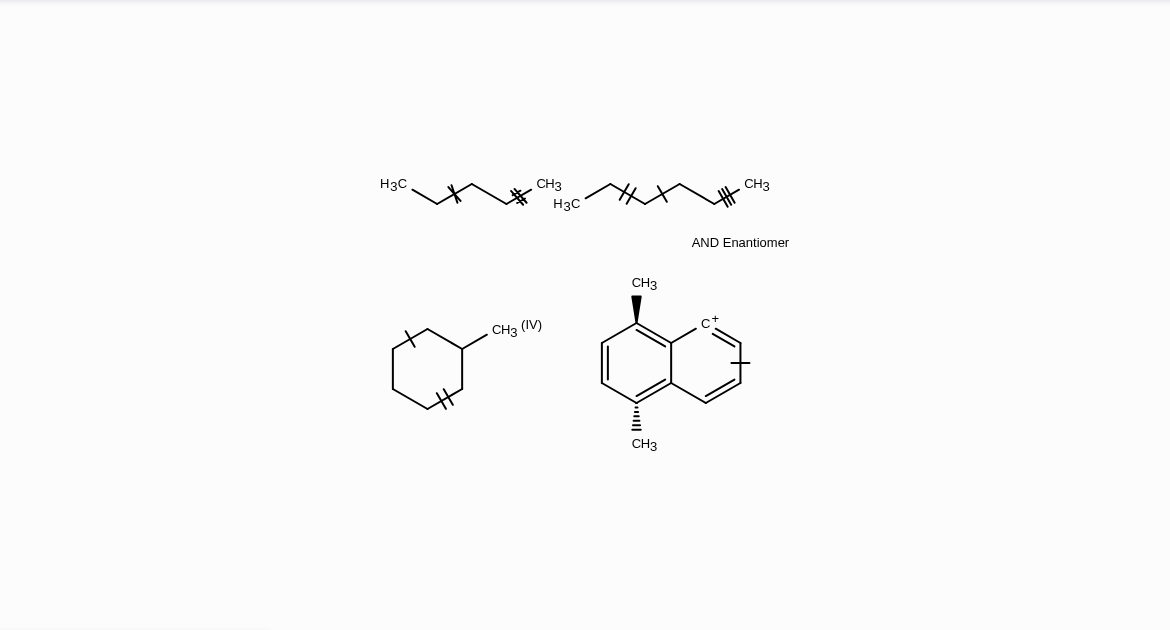 H3C CH3 CH3
H3C
AND Enantiomer
CH3
C+
CH3 (IV)
CH3